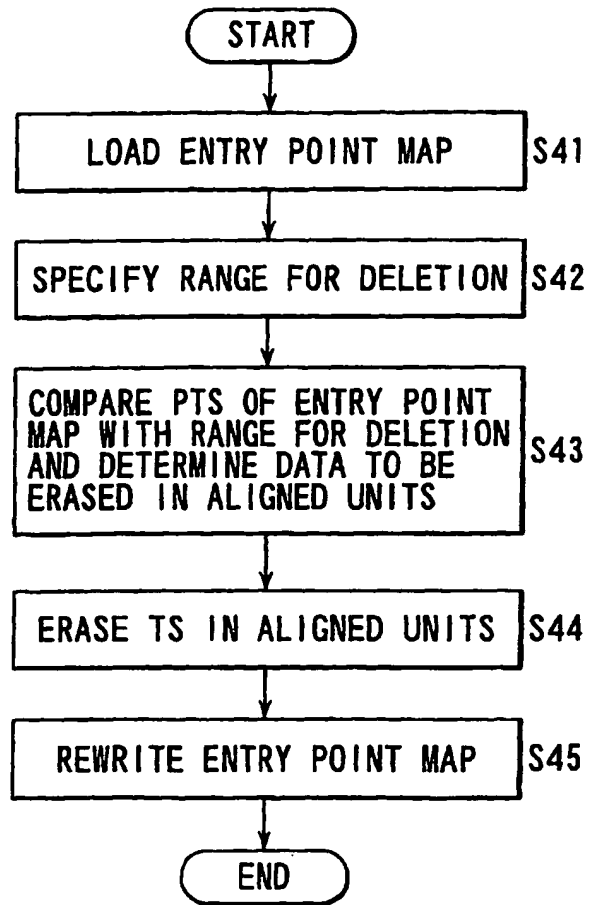 START
LOAD ENTRY POINT MAP S41
SPECIFY RANGE FOR DELETION S42
COMPARE PTS OF ENTRY POINT
MAP WITH RANGE FOR DELETION
AND DETERMINE DATA TO BE
ERASED IN ALIGNED UNITS
S43
ERASE TS IN ALIGNED UNITS S44
REWRITE ENTRY POINT MAP S45
END